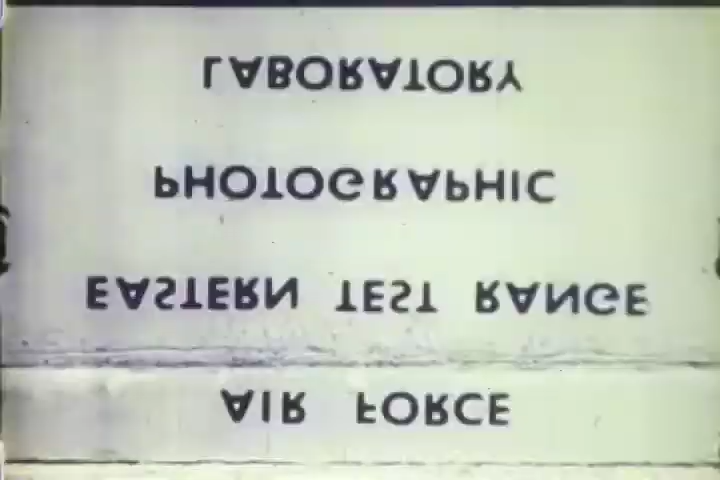 AIR FORCE
EASTERN TEST RANGE
PHOTOGRAPHIC
LABORATORY